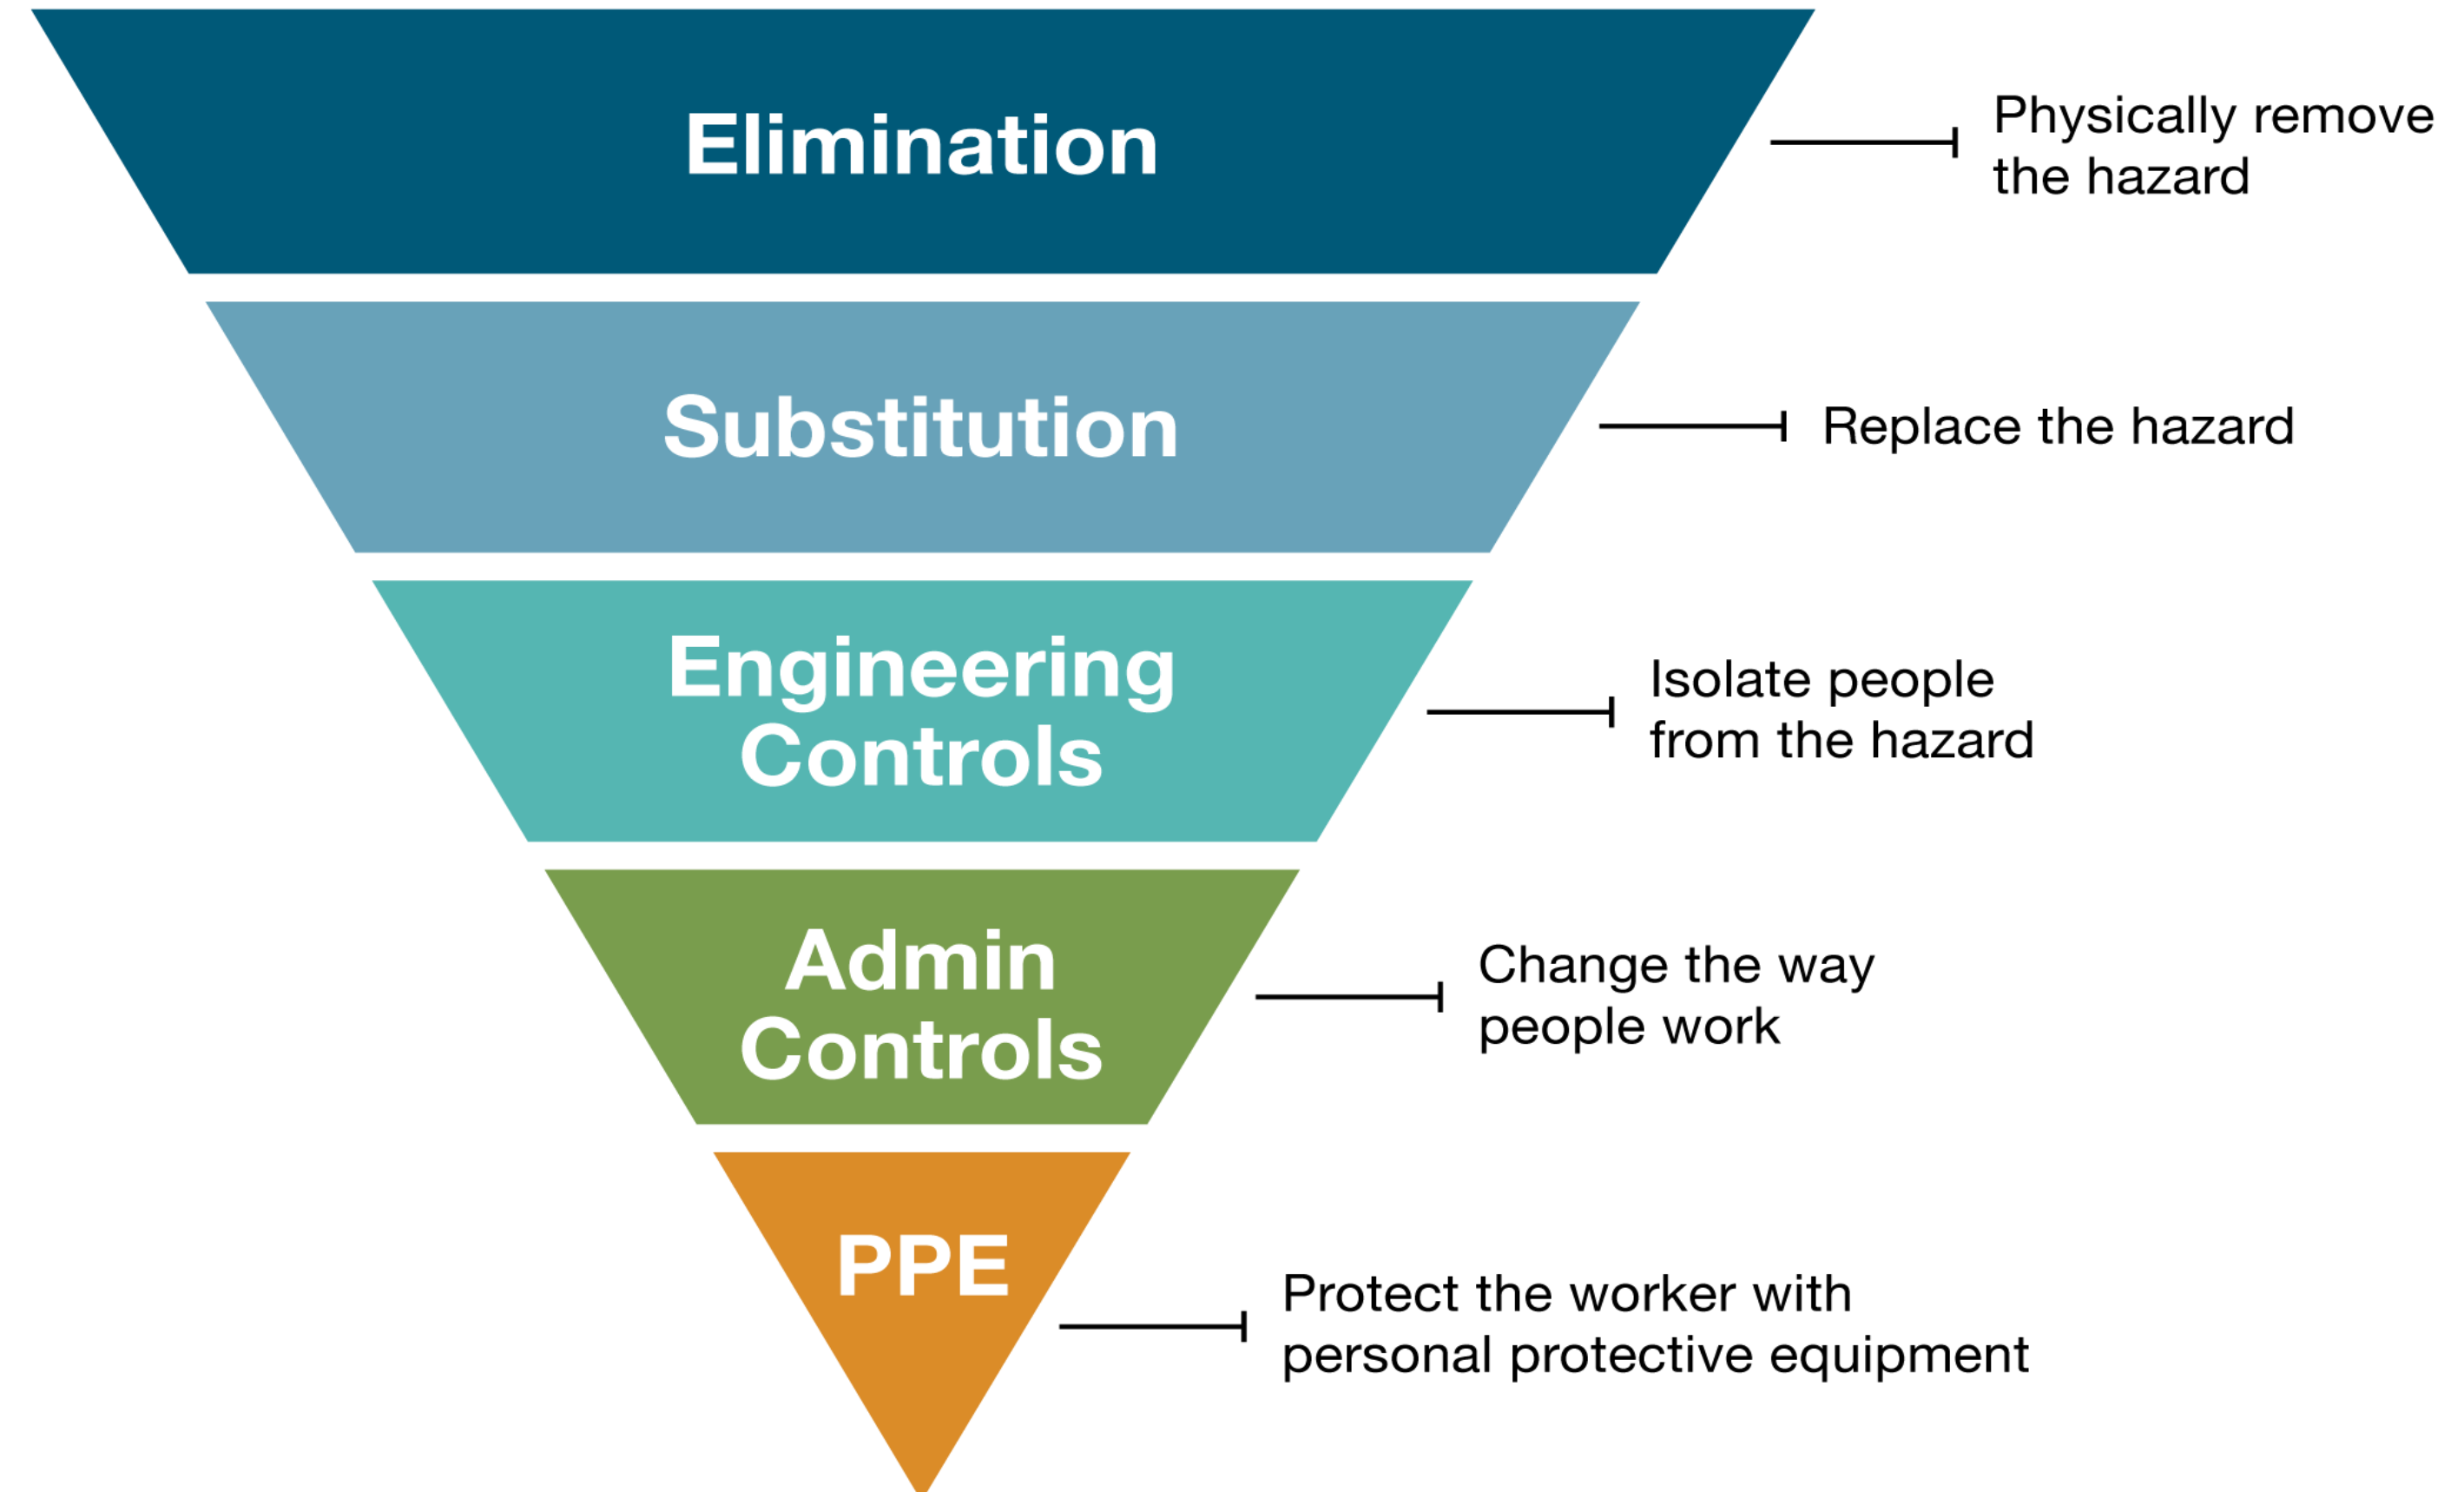 Elimination
Physically remove
the hazard
Substitution
Replace the hazard
Engineering
Controls
Isolate people
from the hazard
Admin
Controls
Change the way
people work
PPE
Protect the worker with
personal protective equipment